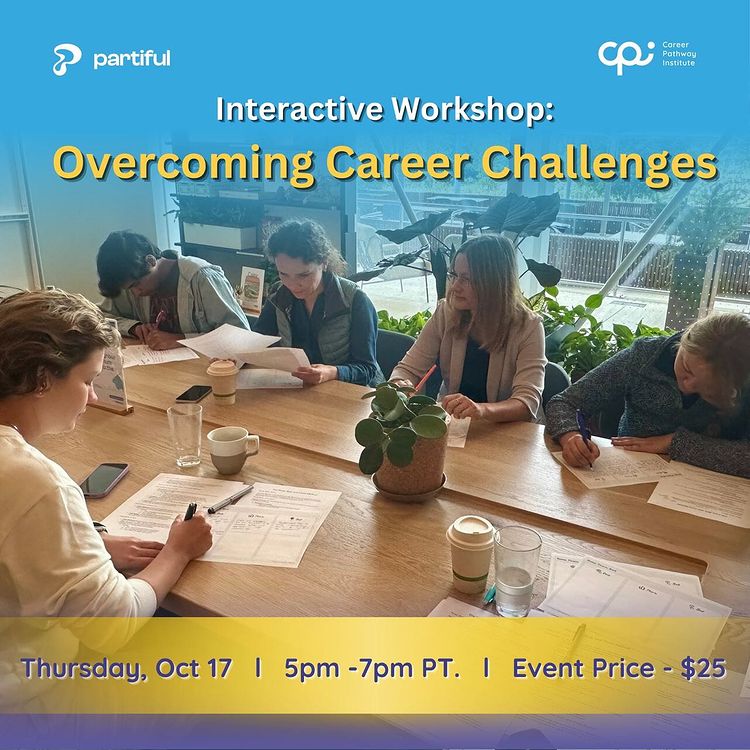 partiful
cpi
Career
Pathway
Institute
Interactive Workshop:
Overcoming Career Challenges
Thursday, Oct 17 | 5pm -7pm PT. | Event Price - $25